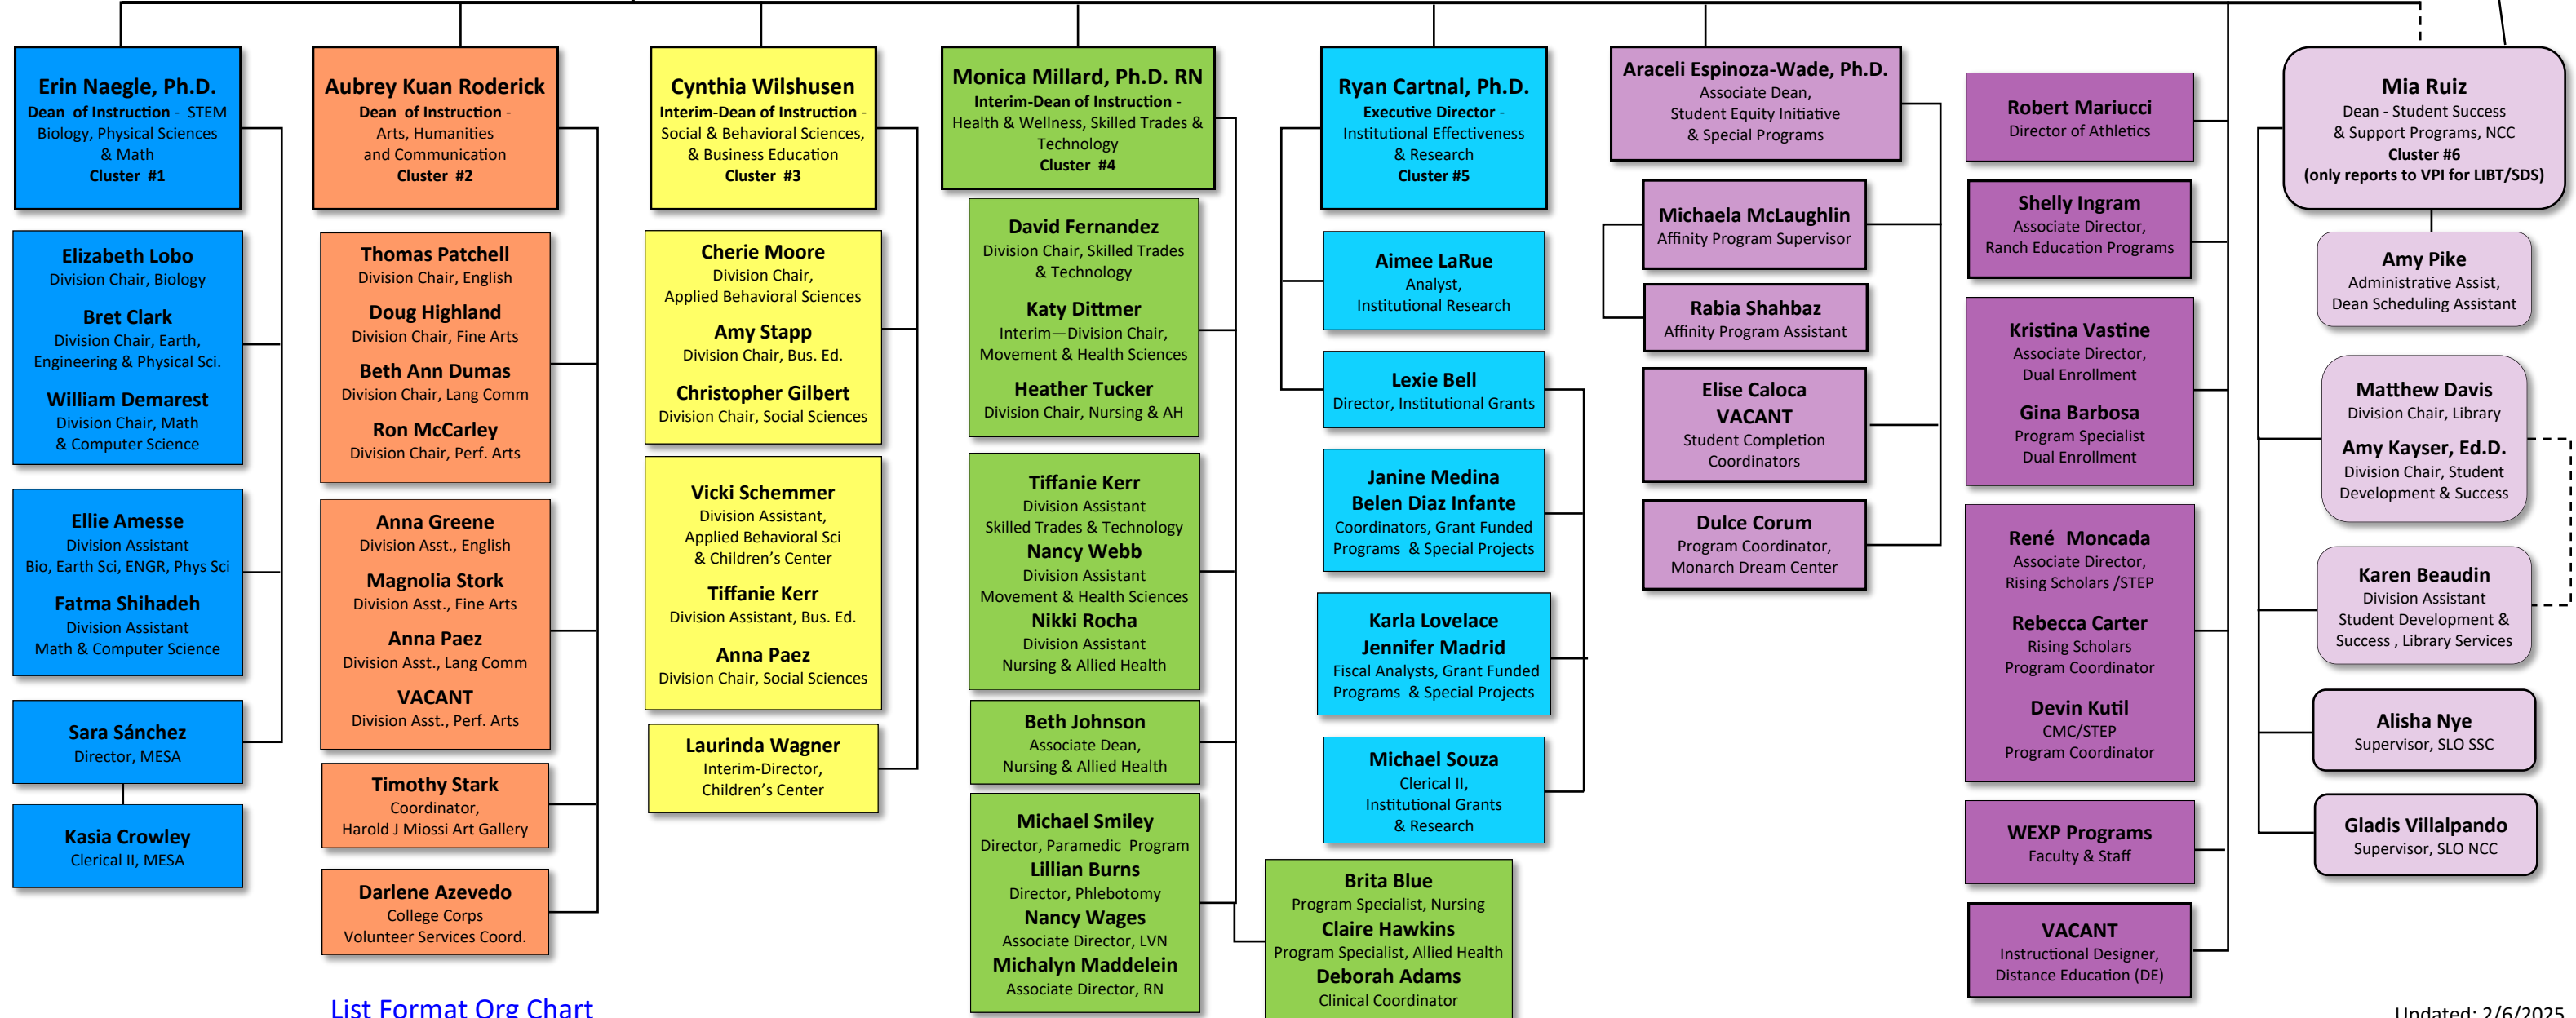 Erin Naegle, Ph.D.
Dean of Instruction - STEM
Biology, Physical Sciences
& Math
Cluster #1
Elizabeth Lobo
Division Chair, Biology
Bret Clark
Division Chair, Earth,
Engineering & Physical Sci.
William Demarest
Division Chair, Math
& Computer Science
Ellie Amesse
Division Assistant
Bio, Earth Sci, ENGR, Phys Sci
Fatma Shihadeh
Division Assistant
Math & Computer Science
Sara Sánchez
Director, MESA
Kasia Crowley
Clerical II, MESA
Aubrey Kuan Roderick
Dean of Instruction -
Arts, Humanities
and Communication
Cluster #2
Thomas Patchell
Division Chair, English
Doug Highland
Division Chair, Fine Arts
Beth Ann Dumas
Division Chair, Lang Comm
Ron McCarley
Division Chair, Perf. Arts
Anna Greene
Division Asst., English
Magnolia Stork
Division Asst., Fine Arts
Anna Paez
Division Asst., Lang Comm
VACANT
Division Asst., Perf. Arts
Timothy Stark
Coordinator,
Harold J Miossi Art Gallery
Darlene Azevedo
College Corps
Volunteer Services Coord.
Cynthia Wilshusen
Interim-Dean of Instruction -
Social & Behavioral Sciences,
& Business Education
Cluster #3
Cherie Moore
Division Chair,
Applied Behavioral Sciences
Amy Stapp
Division Chair, Bus. Ed.
Christopher Gilbert
Division Chair, Social Sciences
Vicki Schemmer
Division Assistant,
Applied Behavioral Sci
& Children's Center
Tiffanie Kerr
Division Assistant, Bus. Ed.
Anna Paez
Division Chair, Social Sciences
Laurinda Wagner
Interim-Director,
Children's Center
Monica Millard, Ph.D. RN
Interim-Dean of Instruction -
Health & Wellness, Skilled Trades &
Technology
Cluster #4
David Fernandez
Division Chair, Skilled Trades
& Technology
Katy Dittmer
Interim—Division Chair,
Movement & Health Sciences
Heather Tucker
Division Chair, Nursing & AH
Tiffanie Kerr
Division Assistant
Skilled Trades & Technology
Nancy Webb
Division Assistant
Movement & Health Sciences
Nikki Rocha
Division Assistant
Nursing & Allied Health
Beth Johnson
Associate Dean,
Nursing & Allied Health
Michael Smiley
Director, Paramedic Program
Lillian Burns
Director, Phlebotomy
Nancy Wages
Associate Director, LVN
Michalyn Maddelein
Associate Director, RN
Brita Blue
Program Specialist, Nursing
Claire Hawkins
Program Specialist, Allied Health
Deborah Adams
Clinical Coordinator
Ryan Cartnal, Ph.D.
Executive Director -
Institutional Effectiveness
& Research
Cluster #5
Aimee LaRue
Analyst,
Institutional Research
Lexie Bell
Director, Institutional Grants
Janine Medina
Belen Diaz Infante
Coordinators, Grant Funded
Programs & Special Projects
Karla Lovelace
Jennifer Madrid
Fiscal Analysts, Grant Funded
Programs & Special Projects
Michael Souza
Clerical II,
Institutional Grants
& Research
Araceli Espinoza-Wade, Ph.D.
Associate Dean,
Student Equity Initiative
& Special Programs
Michaela McLaughlin
Affinity Program Supervisor
Rabia Shahbaz
Affinity Program Assistant
Elise Caloca
VACANT
Student Completion
Coordinators
Dulce Corum
Program Coordinator,
Monarch Dream Center
Robert Mariucci
Director of Athletics
Shelly Ingram
Associate Director,
Ranch Education Programs
Kristina Vastine
Associate Director,
Dual Enrollment
Gina Barbosa
Program Specialist
Dual Enrollment
René Moncada
Associate Director,
Rising Scholars /STEP
Rebecca Carter
Rising Scholars
Program Coordinator
Devin Kutil
CMC/STEP
Program Coordinator
WEXP Programs
Faculty & Staff
VACANT
Instructional Designer,
Distance Education (DE)
Mia Ruiz
Dean - Student Success
& Support Programs, NCC
Cluster #6
(only reports to VPI for LIBT/SDS)
Amy Pike
Administrative Assist,
Dean Scheduling Assistant
Matthew Davis
Division Chair, Library
Amy Kayser, Ed.D.
Division Chair, Student
Development & Success
Karen Beaudin
Division Assistant
Student Development &
Success , Library Services
Alisha Nye
Supervisor, SLO SSC
Gladis Villalpando
Supervisor, SLO NCC
List Format Org Chart
Updated: 2/6/2025